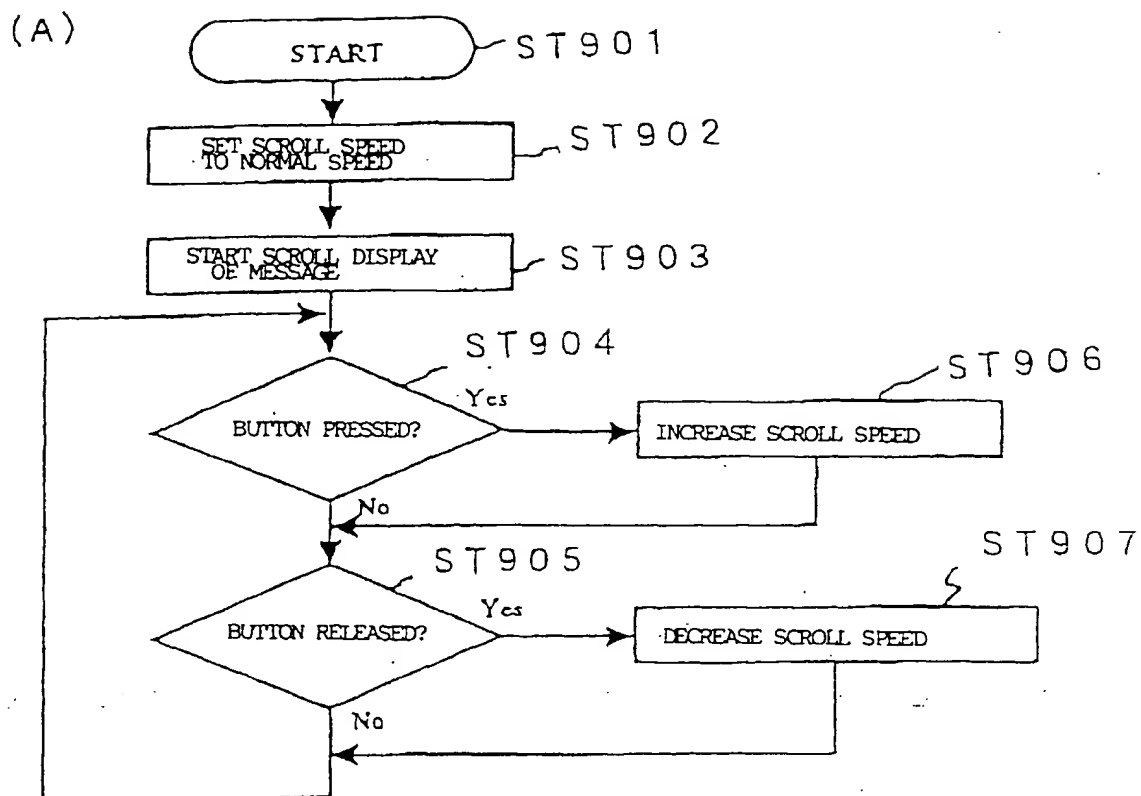 (A)
START
ST901
SET SCROLL SPEED
TO NORMAL SPEED
ST902
START SCROLL DISPLAY
OF MESSAGE
ST903
ST904
BUTTON PRESSED?
Yes
No
ST906
INCREASE SCROLL SPEED
ST905
BUTTON RELEASED?
Yes
No
ST907
DECREASE SCROLL SPEED